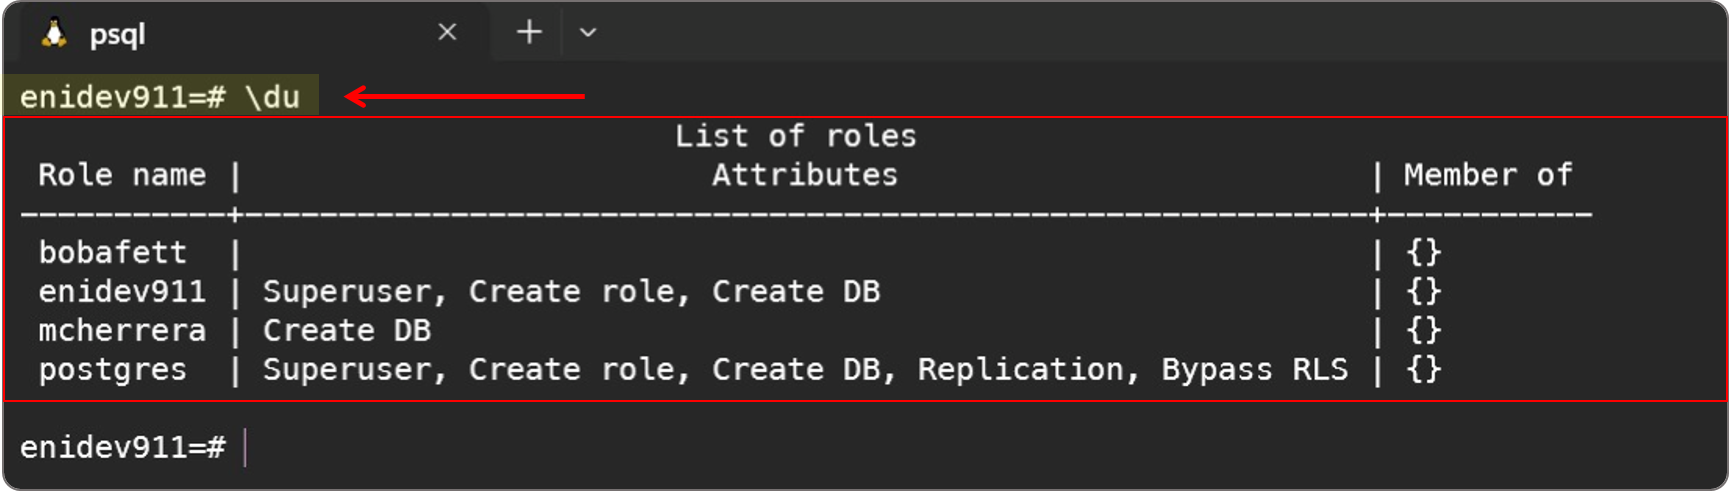 psql
enidev911=# \du
List of roles
Role name | Attributes | Member of
-----------+------------------------------------------------------------+-----------
bobafett | | {}
enidev911 | Superuser, Create role, Create DB | {}
mcherrera | Create DB | {}
postgres | Superuser, Create role, Create DB, Replication, Bypass RLS | {}
enidev911=#